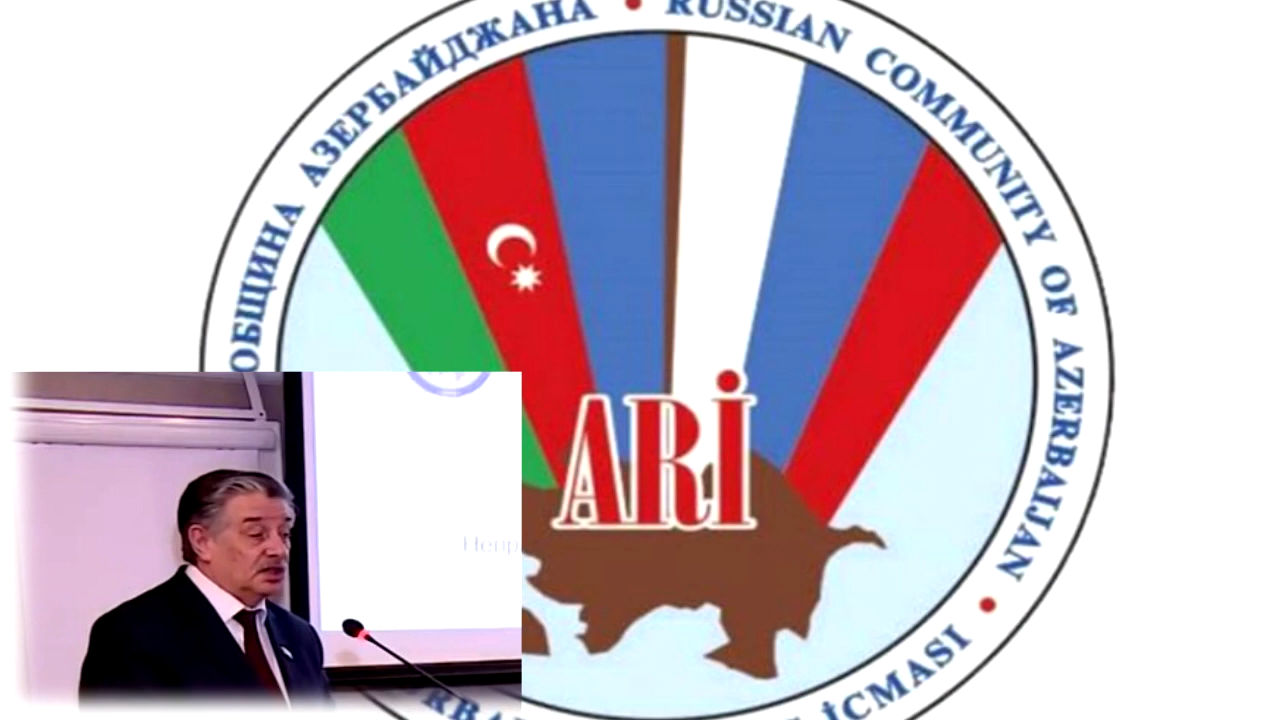 ОБЩИНА АЗЕРБАЙДЖАНА • RUSSIAN COMMUNITY OF AZERBAIJAN •
ARİ
İCMASI